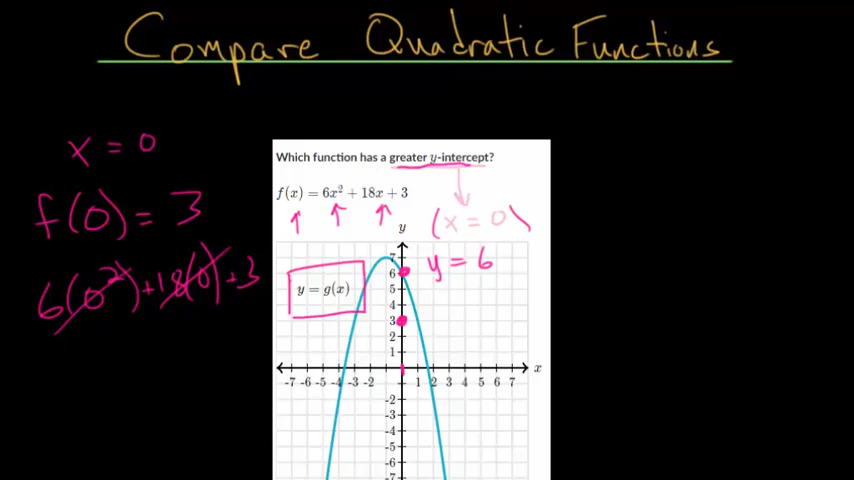 Compare Quadratic Functions
x = 0
f(0) = 3
6(0²) + 18(0) + 3
Which function has a greater y-intercept?
f(x) = 6x² + 18x + 3
(x = 0)
y
y = 6
y = g(x)
7
6
5
4
3
2
1
-7 -6 -5 -4 -3 -2 1 2 3 4 5 6 7 x
-2
-3
-4
-5
-6
-7